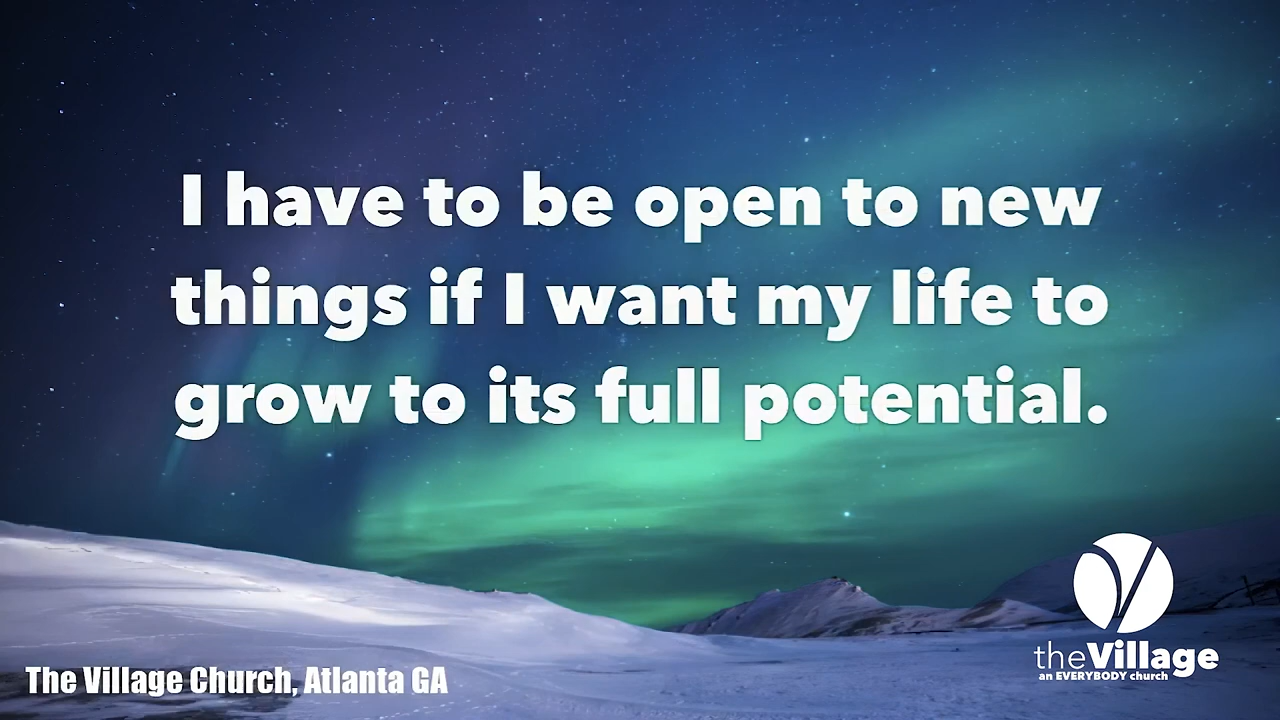 I have to be open to new
things if I want my life to
grow to its full potential.
theVillage
an EVERYBODY church
The Village Church, Atlanta GA